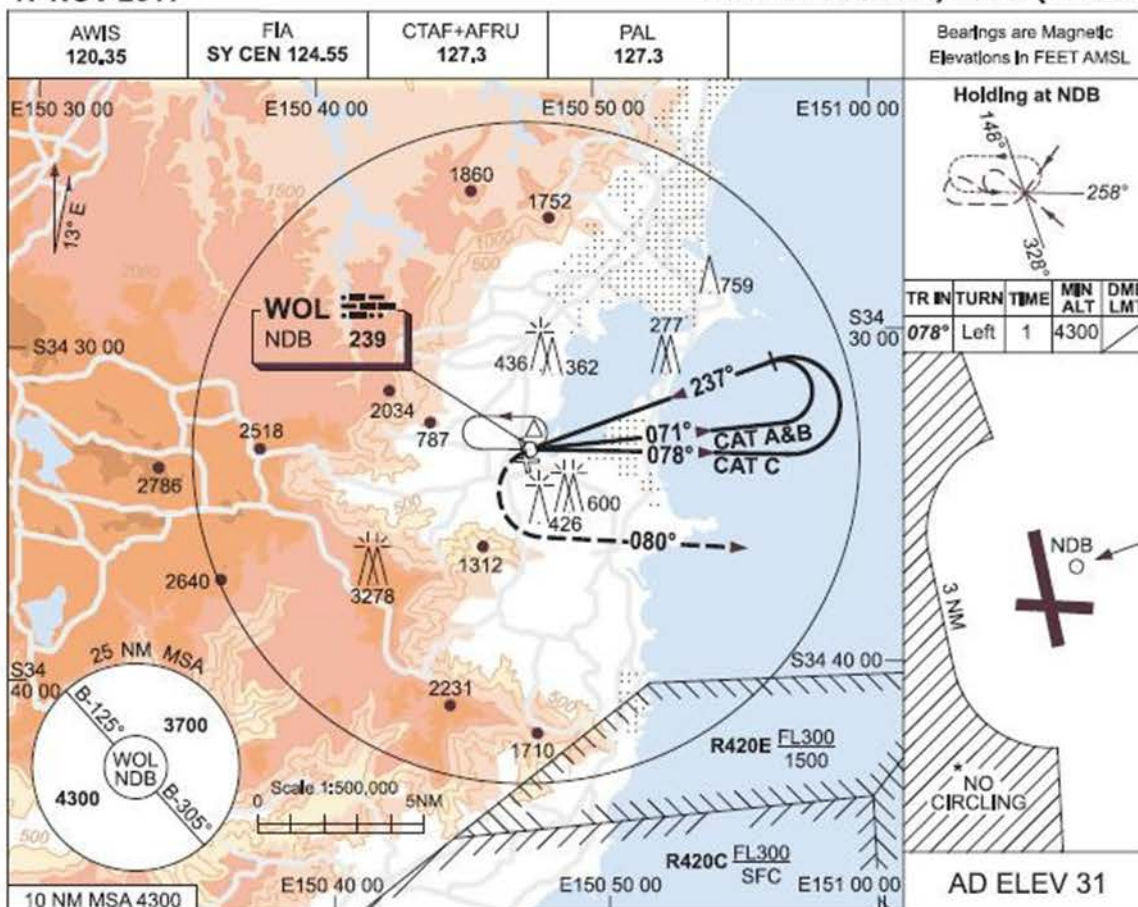 AWIS
120.35
FIA
SY CEN 124.55
CTAF+AFRU
127.3
PAL
127.3
Bearings are Magnetic
Elevations in FEET AMSL
E150 30 00
E150 40 00
E150 50 00
E151 00 00
Holding at NDB
148°
258°
328°
TR IN
TURN
TIME
MIN ALT
DME LMT
078°
Left
1
4300
13° E
1500
1000
500
2000
1860
1752
759
WOL
NDB 239
436
362
277
S34
30 00
S34 30 00
2034
787
2518
2786
237°
071°
CAT A&B
078°
CAT C
600
426
500
080°
1312
3278
2640
NDB
3 NM
25 NM MSA
S34
40 00
S34 40 00
B-125°
3700
WOL
NDB
4300
B-305°
2231
500
1710
R420E FL300
1500
Scale 1:500,000
0
5NM
R420C FL300
SFC
*NO
CIRCLING
500
10 NM MSA 4300
E150 40 00
E150 50 00
E151 00 00
AD ELEV 31